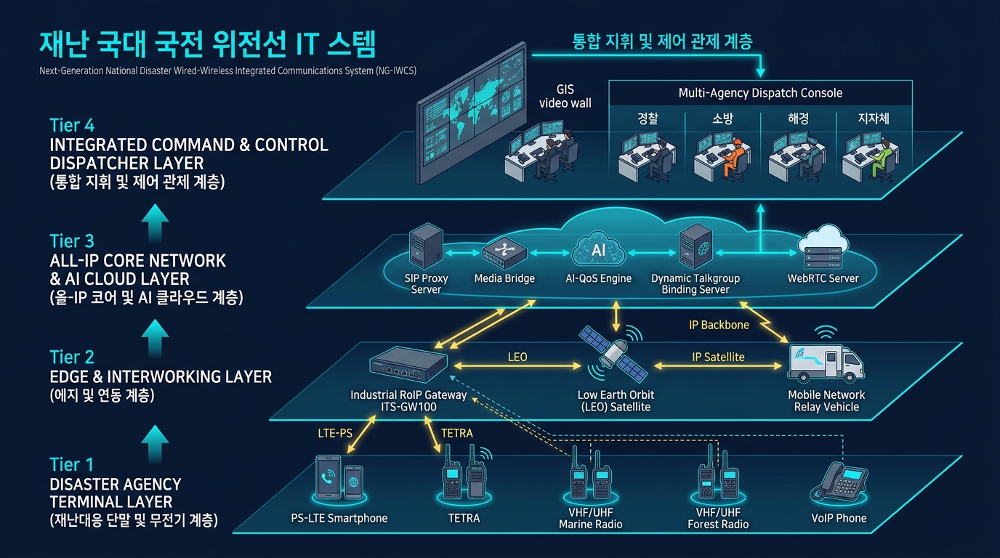 재난 국대 국전 위전선 IT 스템
Next-Generation National Disaster Wired-Wireless Integrated Communications System (NG-IWCS)
Tier 4
INTEGRATED COMMAND & CONTROL
DISPATCHER LAYER
(통합 지휘 및 제어 관제 계층)
Tier 3
ALL-IP CORE NETWORK
& AI CLOUD LAYER
(올-IP 코어 및 AI 클라우드 계층)
Tier 2
EDGE & INTERWORKING LAYER
(에지 및 연동 계층)
Tier 1
DISASTER AGENCY
TERMINAL LAYER
(재난대응 단말 및 무전기 계층)
통합 지휘 및 제어 관제 계층
GIS
video wall
Multi-Agency Dispatch Console
경찰
소방
해경
지자체
SIP Proxy
Server
Media Bridge
AI
AI-QoS Engine
Dynamic Talkgroup
Binding Server
WebRTC Server
IP Backbone
LEO
IP Satellite
Industrial RoIP Gateway
ITS-GW100
Low Earth Orbit
(LEO) Satellite
Mobile Network
Relay Vehicle
LTE-PS
TETRA
PS-LTE Smartphone
TETRA
VHF/UHF
Marine Radio
VHF/UHF
Forest Radio
VoIP Phone